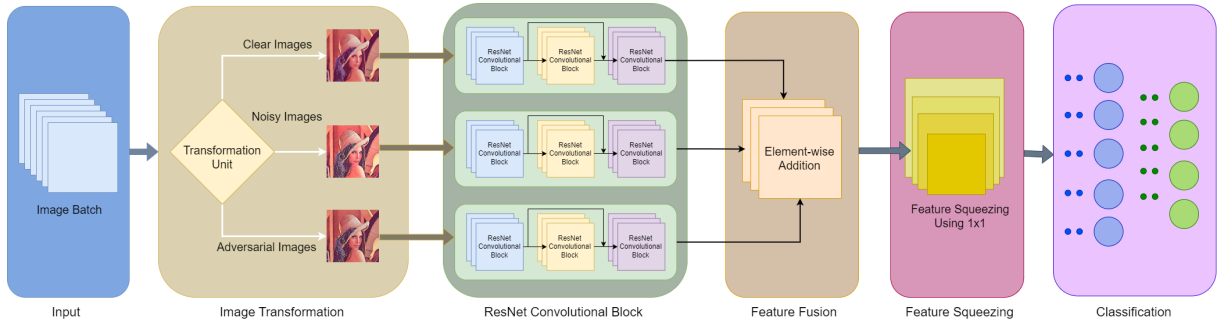 Image Batch
Input
Clear Images
Noisy Images
Transformation
Unit
Adversarial Images
Image Transformation
ResNet
Convolutional
Block
ResNet
Convolutional
Block
ResNet
Convolutional
Block
ResNet
Convolutional
Block
ResNet
Convolutional
Block
ResNet
Convolutional
Block
ResNet
Convolutional
Block
ResNet
Convolutional
Block
ResNet
Convolutional
Block
ResNet Convolutional Block
Element-wise
Addition
Feature Fusion
Feature Squeezing
Using 1x1
Feature Squeezing
Classification